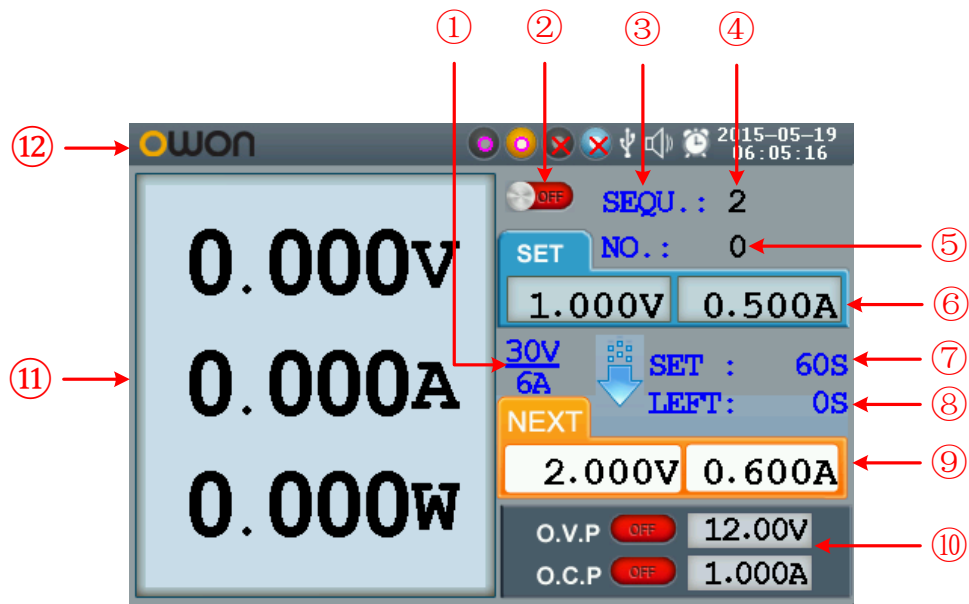 ① ② ③ ④
⑫ owon 2015-05-19
06:05:16
OFF SEQU.: 2
NO.: 0 ⑤
SET
1.000V 0.500A ⑥
0.000V
30V
6A
SET : 60S ⑦
LEFT: 0S ⑧
⑪ 0.000A
NEXT
2.000V 0.600A ⑨
0.000W
O.V.P OFF 12.00V ⑩
O.C.P OFF 1.000A